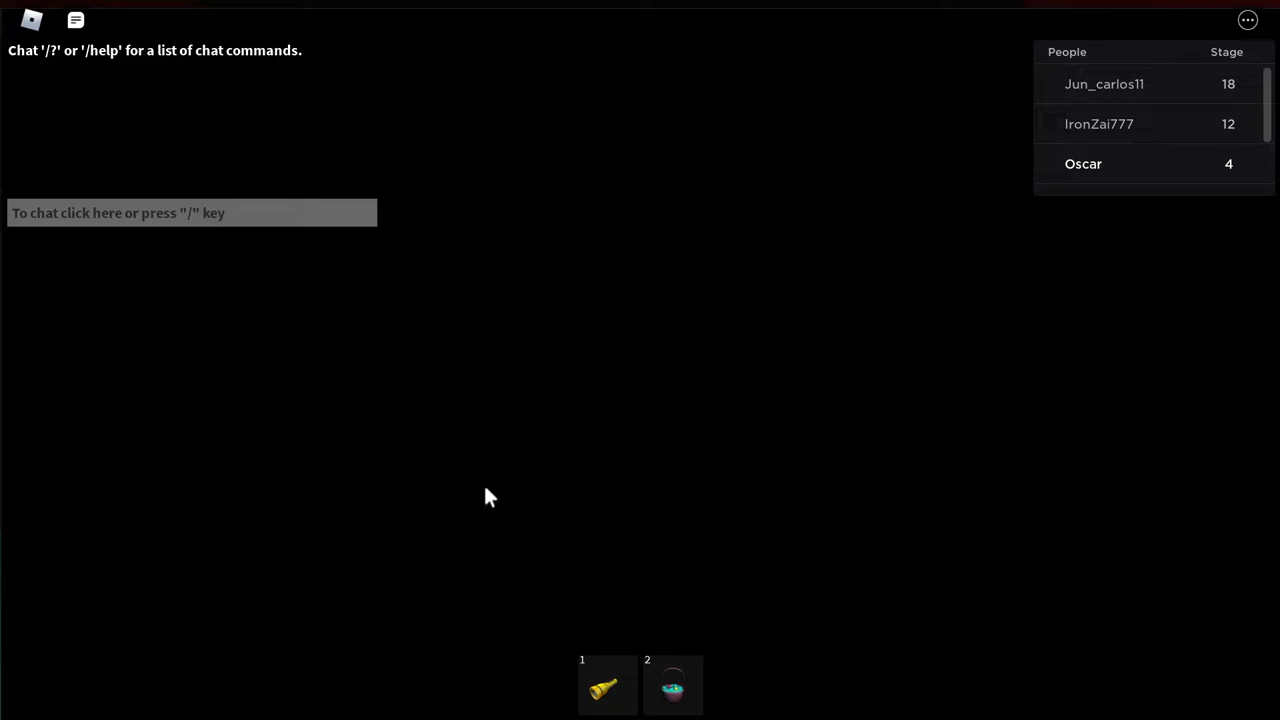 Chat '/?' or '/help' for a list of chat commands.
People Stage
Jun_carlos11 18
IronZai777 12
Oscar 4
To chat click here or press "/" key
1 2